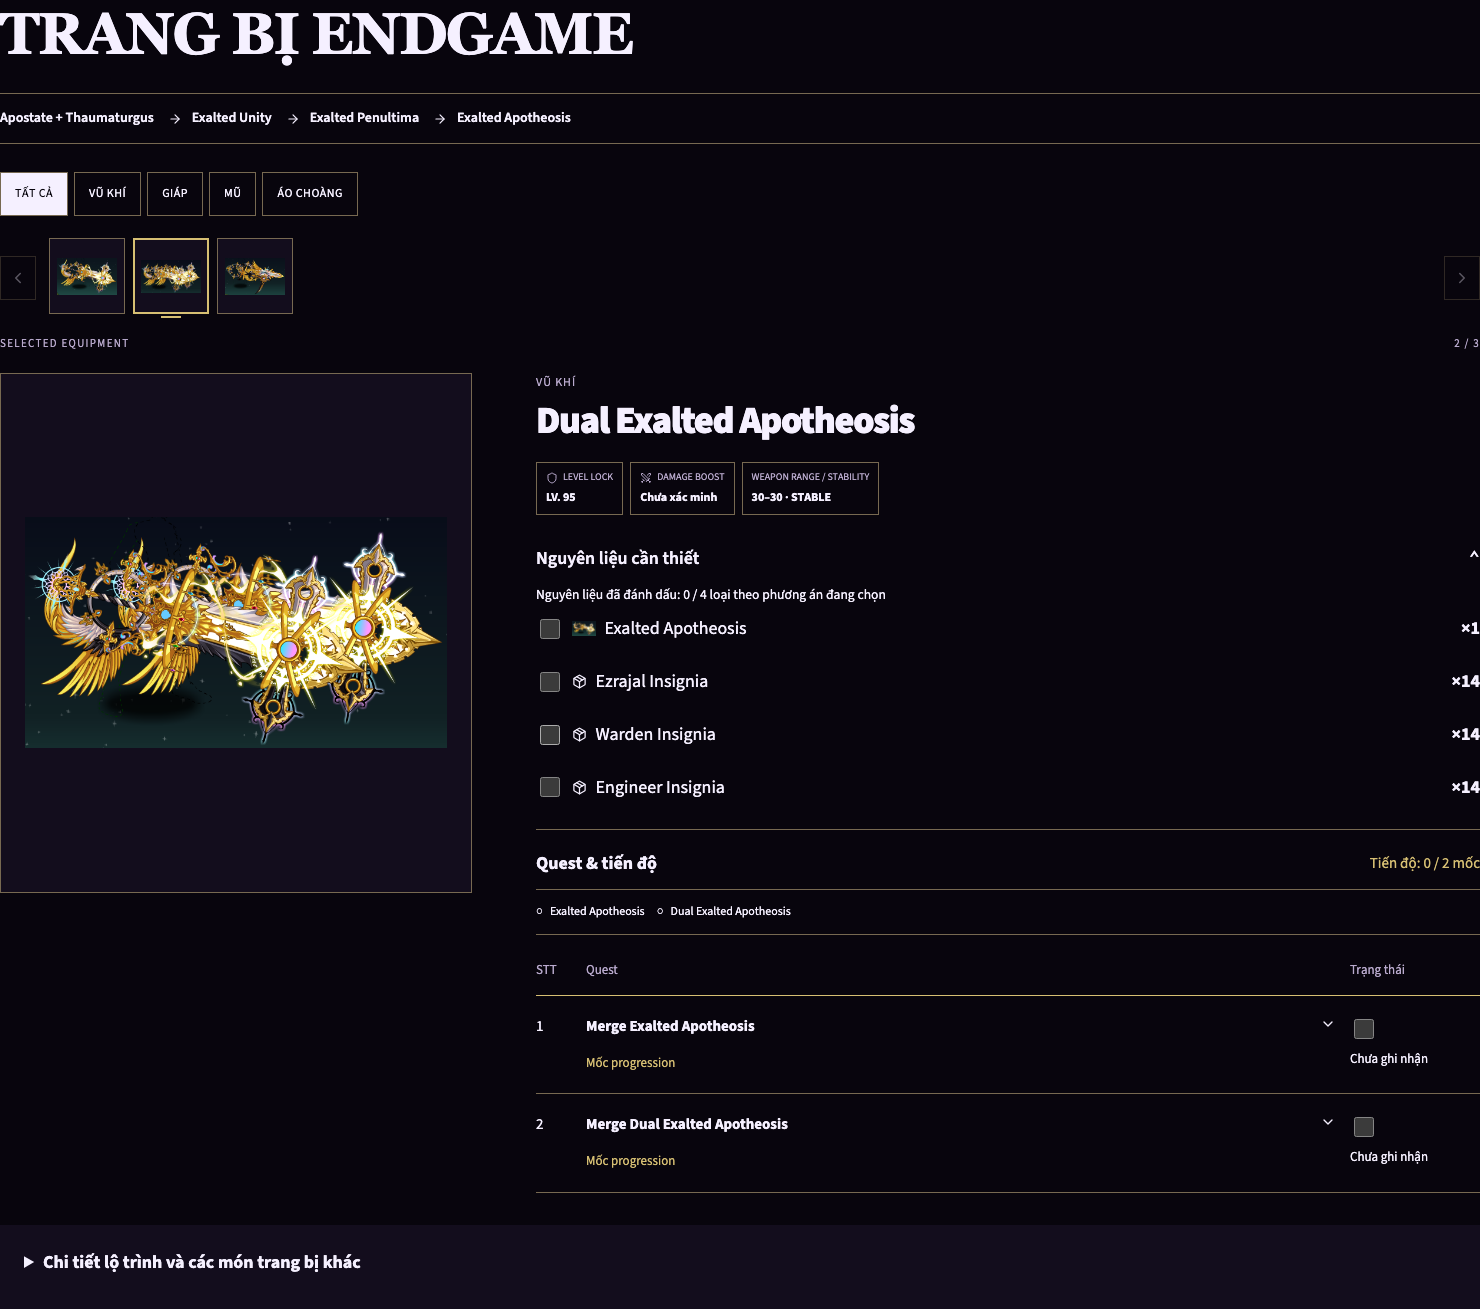 TRANG BỊ ENDGAME
Apostate + Thaumaturgus → Exalted Unity → Exalted Penultima → Exalted Apotheosis
TẤT CẢ VŨ KHÍ GIÁP MŨ ÁO CHOÀNG
SELECTED EQUIPMENT 2 / 3
VŨ KHÍ
Dual Exalted Apotheosis
LEVEL LOCK DAMAGE BOOST WEAPON RANGE / STABILITY
LV. 95 Chưa xác minh 30–30 · STABLE
Nguyên liệu cần thiết
Nguyên liệu đã đánh dấu: 0 / 4 loại theo phương án đang chọn
Exalted Apotheosis ×1
Ezrajal Insignia ×14
Warden Insignia ×14
Engineer Insignia ×14
Quest & tiến độ Tiến độ: 0 / 2 mốc
Exalted Apotheosis Dual Exalted Apotheosis
STT Quest Trạng thái
1 Merge Exalted Apotheosis
Mốc progression Chưa ghi nhận
2 Merge Dual Exalted Apotheosis
Mốc progression Chưa ghi nhận
Chi tiết lộ trình và các món trang bị khác